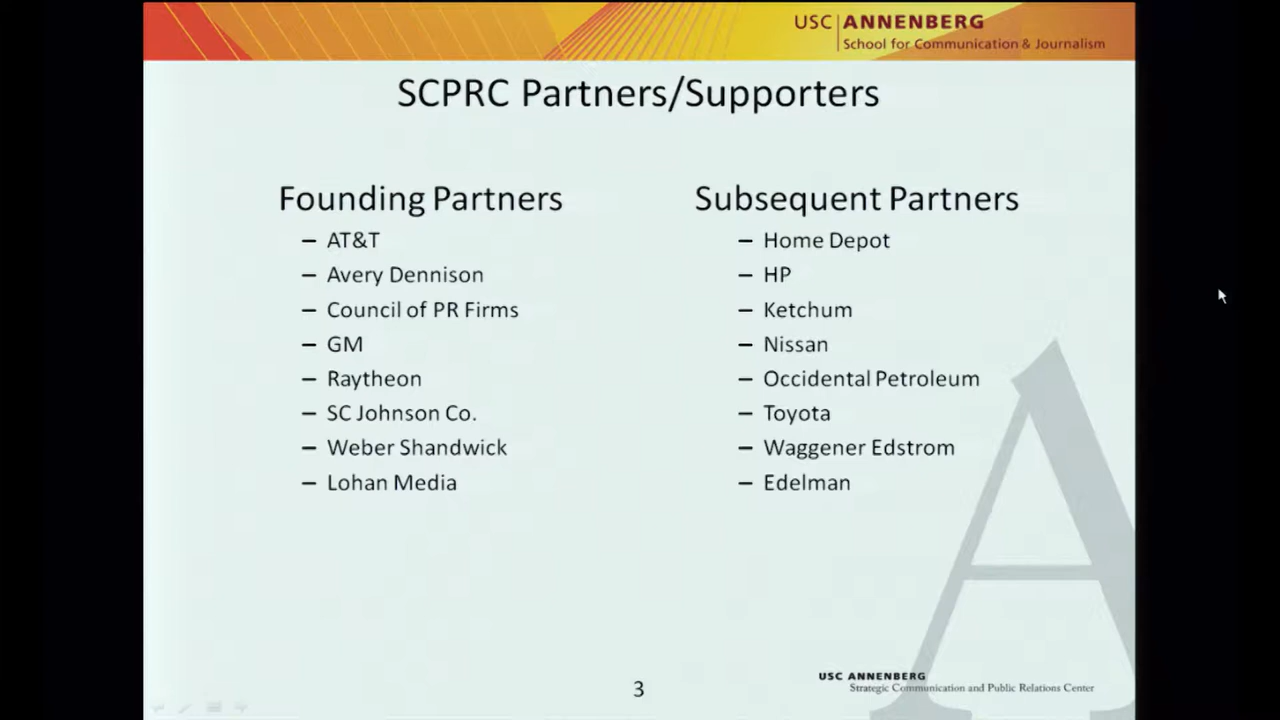 USC ANNENBERG
School for Communication & Journalism
SCPRC Partners/Supporters
Founding Partners
– AT&T
– Avery Dennison
– Council of PR Firms
– GM
– Raytheon
– SC Johnson Co.
– Weber Shandwick
– Lohan Media
Subsequent Partners
– Home Depot
– HP
– Ketchum
– Nissan
– Occidental Petroleum
– Toyota
– Waggener Edstrom
– Edelman
A
3
USC ANNENBERG
Strategic Communication and Public Relations Center